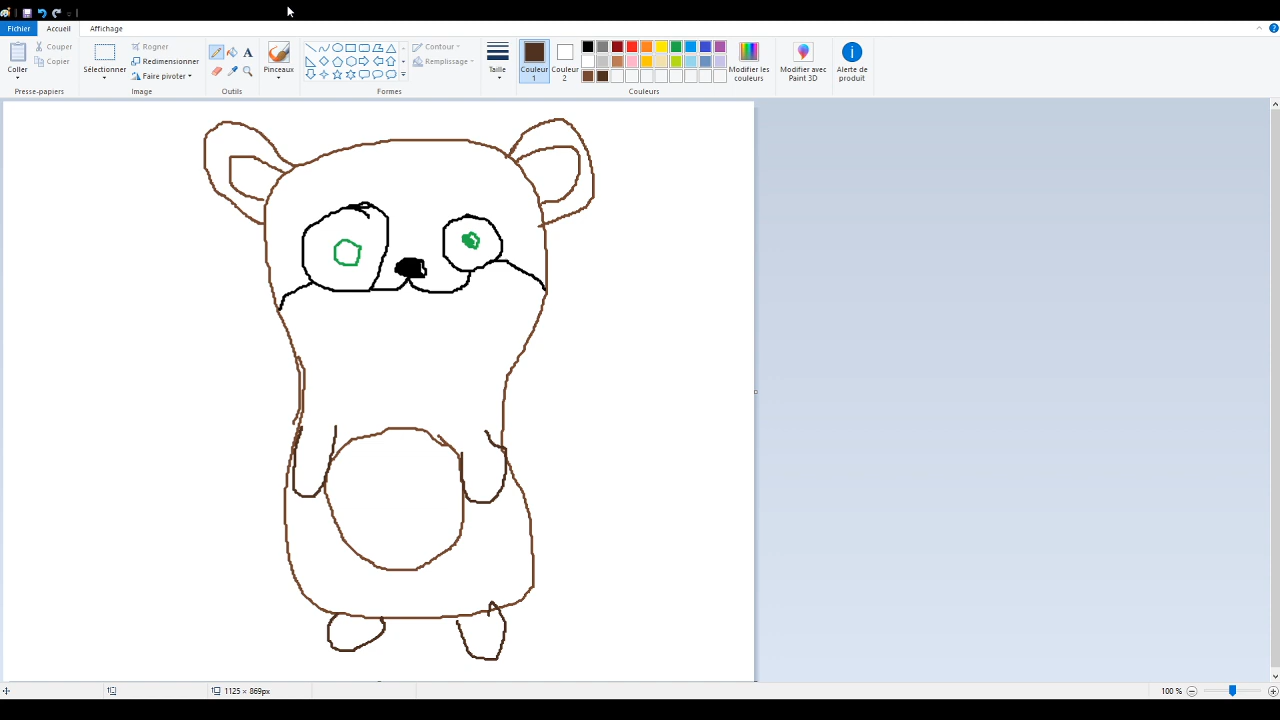 Fichier Accueil Affichage
Coller
Couper
Copier
Presse-papiers
Sélectionner
Rogner
Redimensionner
Faire pivoter
Image
A
Outils
Pinceaux
Contour
Remplissage
Formes
Taille
Couleur 1
Couleur 2
Modifier les couleurs
Couleurs
Modifier avec Paint 3D
Alerte de produit
1125 × 869px
100 %